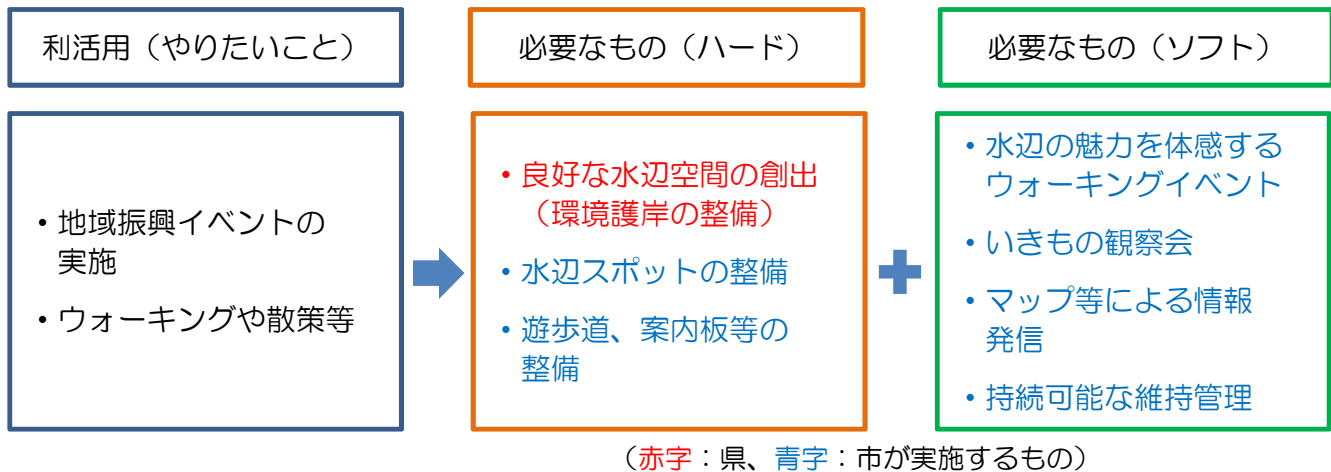 利活用（やりたいこと）
・地域振興イベントの
実施
・ウォーキングや散策等
必要なもの（ハード）
・良好な水辺空間の創出
（環境護岸の整備）
・水辺スポットの整備
・遊歩道、案内板等の
整備
必要なもの（ソフト）
・水辺の魅力を体感する
ウォーキングイベント
・いきもの観察会
・マップ等による情報
発信
・持続可能な維持管理
（赤字：県、青字：市が実施するもの）